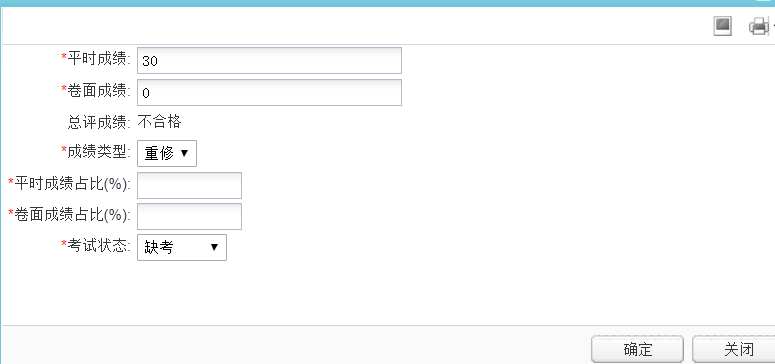 *平时成绩: 30
*卷面成绩: 0
总评成绩: 不合格
*成绩类型: 重修
*平时成绩占比(%):
*卷面成绩占比(%):
*考试状态: 缺考
确定 关闭